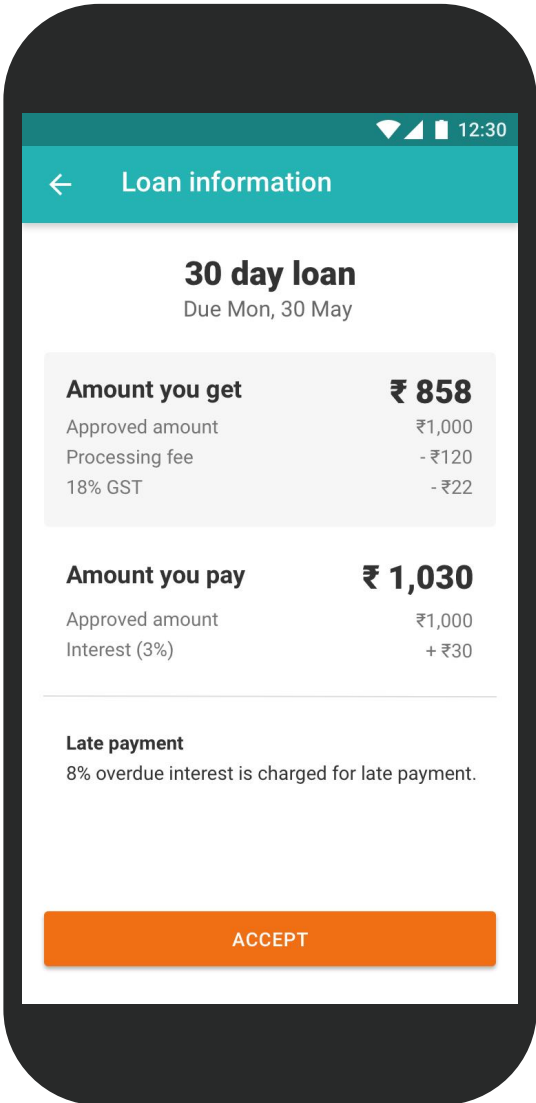 12:30
Loan information
30 day loan
Due Mon, 30 May
Amount you get ₹ 858
Approved amount ₹1,000
Processing fee - ₹120
18% GST - ₹22
Amount you pay ₹ 1,030
Approved amount ₹1,000
Interest (3%) + ₹30
Late payment
8% overdue interest is charged for late payment.
ACCEPT